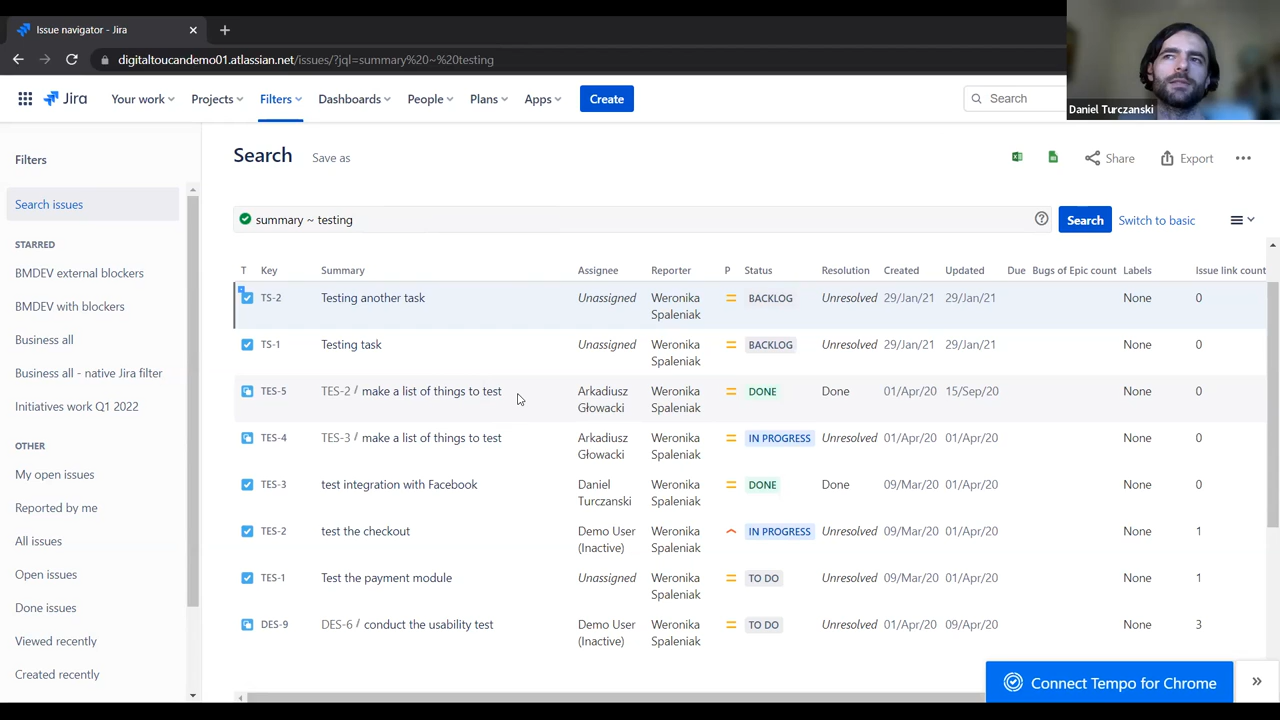 Issue navigator - Jira
digitaltoucandemo01.atlassian.net/issues/?jql=summary%20~%20testing
Daniel Turczanski
Jira Your work Projects Filters Dashboards People Plans Apps Create Search
Filters
Search issues
STARRED
BMDEV external blockers
BMDEV with blockers
Business all
Business all - native Jira filter
Initiatives work Q1 2022
OTHER
My open issues
Reported by me
All issues
Open issues
Done issues
Viewed recently
Created recently
Search Save as Share Export
summary ~ testing Search Switch to basic
T Key Summary Assignee Reporter P Status Resolution Created Updated Due Bugs of Epic count Labels Issue link count
TS-2 Testing another task Unassigned Weronika Spaleniak BACKLOG Unresolved 29/Jan/21 29/Jan/21 None 0
TS-1 Testing task Unassigned Weronika Spaleniak BACKLOG Unresolved 29/Jan/21 29/Jan/21 None 0
TES-5 TES-2 / make a list of things to test Arkadiusz Głowacki Weronika Spaleniak DONE Done 01/Apr/20 15/Sep/20 None 0
TES-4 TES-3 / make a list of things to test Arkadiusz Głowacki Weronika Spaleniak IN PROGRESS Unresolved 01/Apr/20 01/Apr/20 None 0
TES-3 test integration with Facebook Daniel Turczanski Weronika Spaleniak DONE Done 09/Mar/20 01/Apr/20 None 0
TES-2 test the checkout Demo User (Inactive) Weronika Spaleniak IN PROGRESS Unresolved 09/Mar/20 01/Apr/20 None 1
TES-1 Test the payment module Unassigned Weronika Spaleniak TO DO Unresolved 09/Mar/20 01/Apr/20 None 1
DES-9 DES-6 / conduct the usability test Demo User (Inactive) Weronika Spaleniak TO DO Unresolved 01/Apr/20 09/Apr/20 None 3
Connect Tempo for Chrome